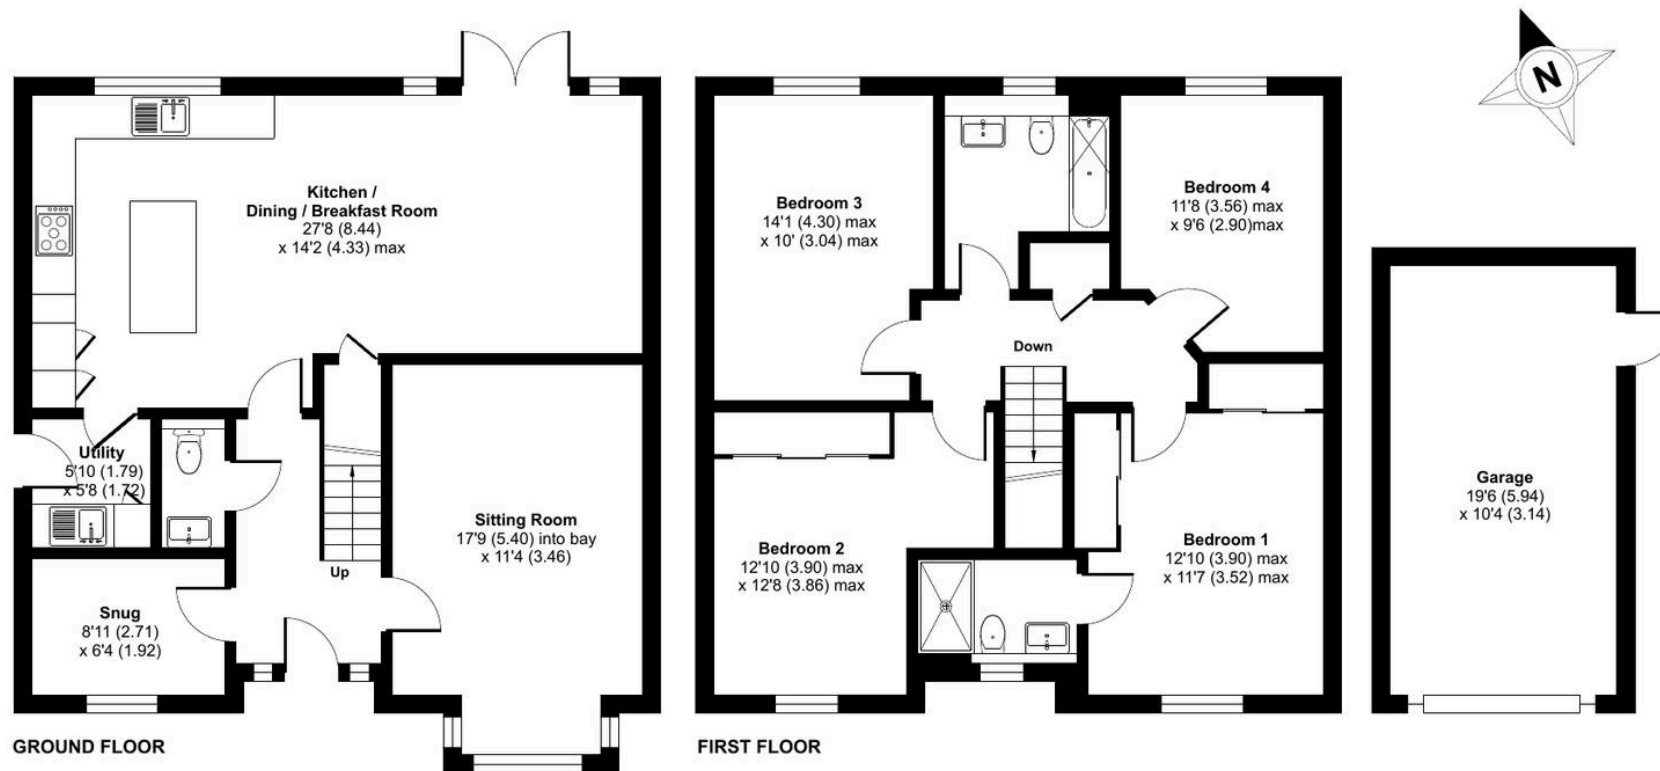 N
Kitchen /
Dining / Breakfast Room
27'8 (8.44)
x 14'2 (4.33) max
Utility
5'10 (1.79)
x 5'8 (1.72)
Snug
8'11 (2.71)
x 6'4 (1.92)
Up
Sitting Room
17'9 (5.40) into bay
x 11'4 (3.46)
GROUND FLOOR
Bedroom 3
14'1 (4.30) max
x 10' (3.04) max
Bedroom 4
11'8 (3.56) max
x 9'6 (2.90)max
Down
Bedroom 2
12'10 (3.90) max
x 12'8 (3.86) max
Bedroom 1
12'10 (3.90) max
x 11'7 (3.52) max
FIRST FLOOR
Garage
19'6 (5.94)
x 10'4 (3.14)